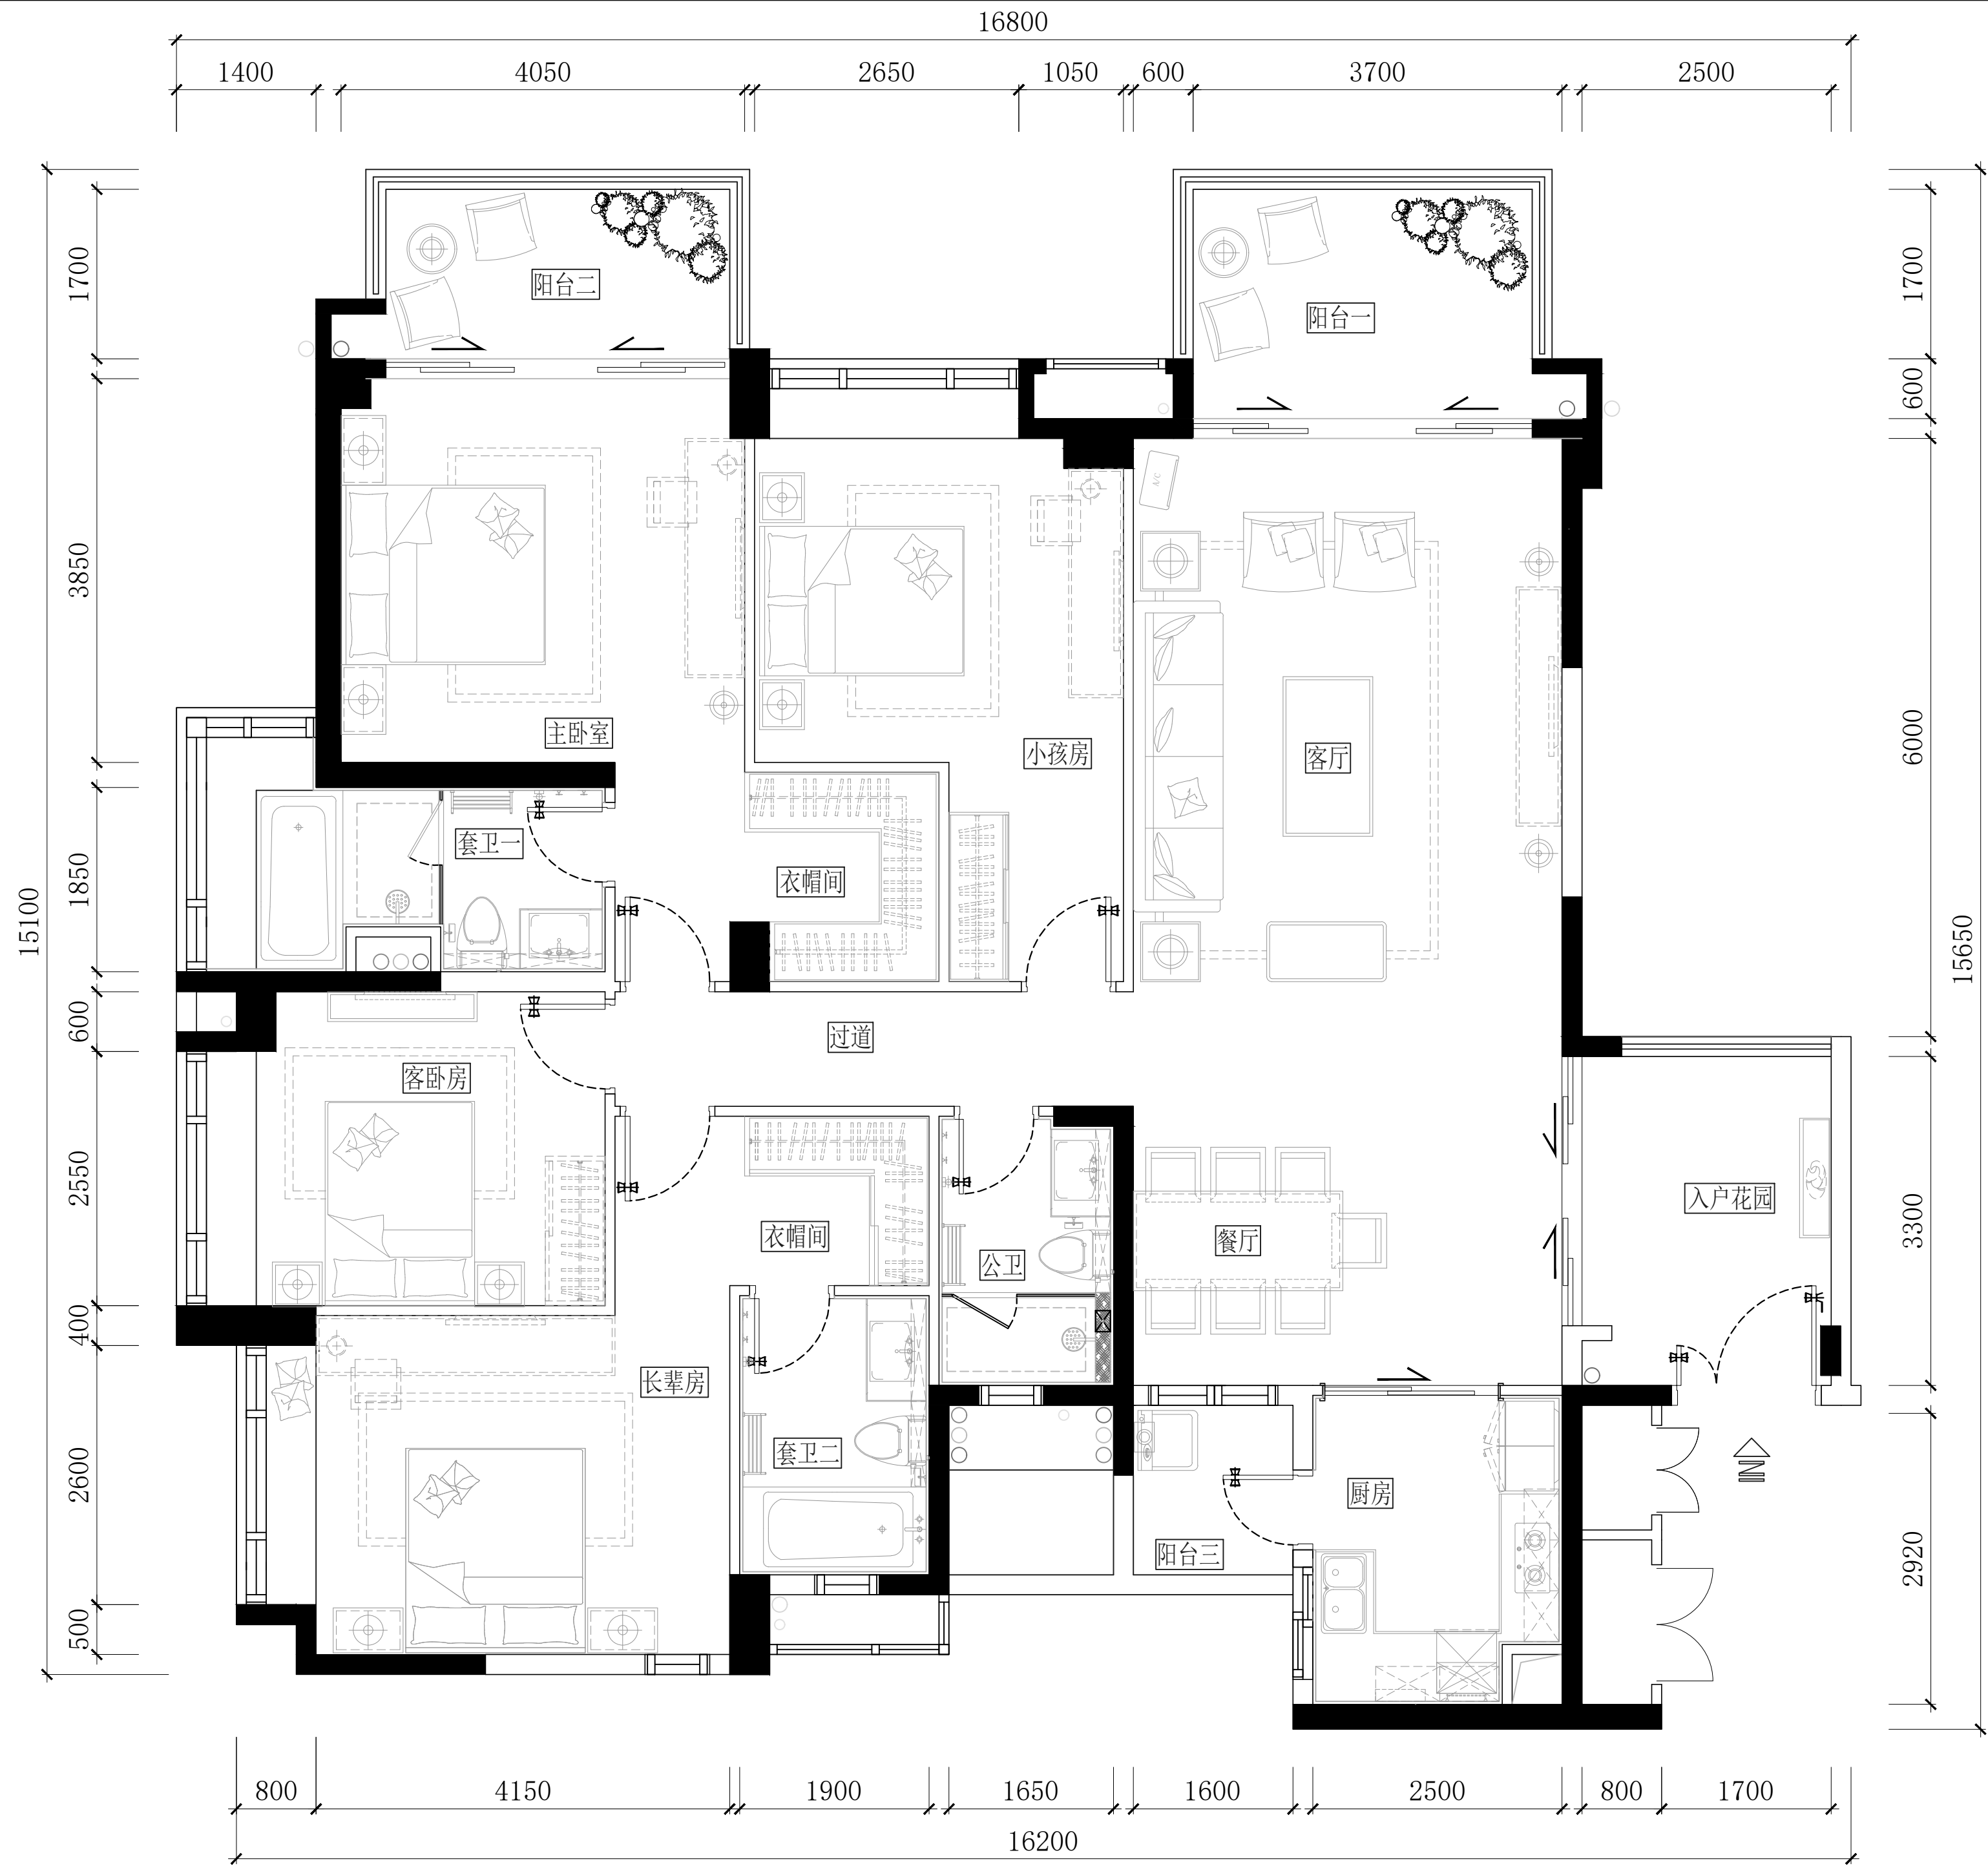 16800
1400
4050
2650
1050
600
3700
2500
1700
3850
1850
600
2550
400
2600
500
15100
1700
600
6000
3300
2920
15650
阳台二
阳台一
A/C
主卧室
小孩房
客厅
套卫一
衣帽间
过道
客卧房
入户花园
衣帽间
公卫
餐厅
长辈房
套卫二
厨房
阳台三
IN
800
4150
1900
1650
1600
2500
800
1700
16200